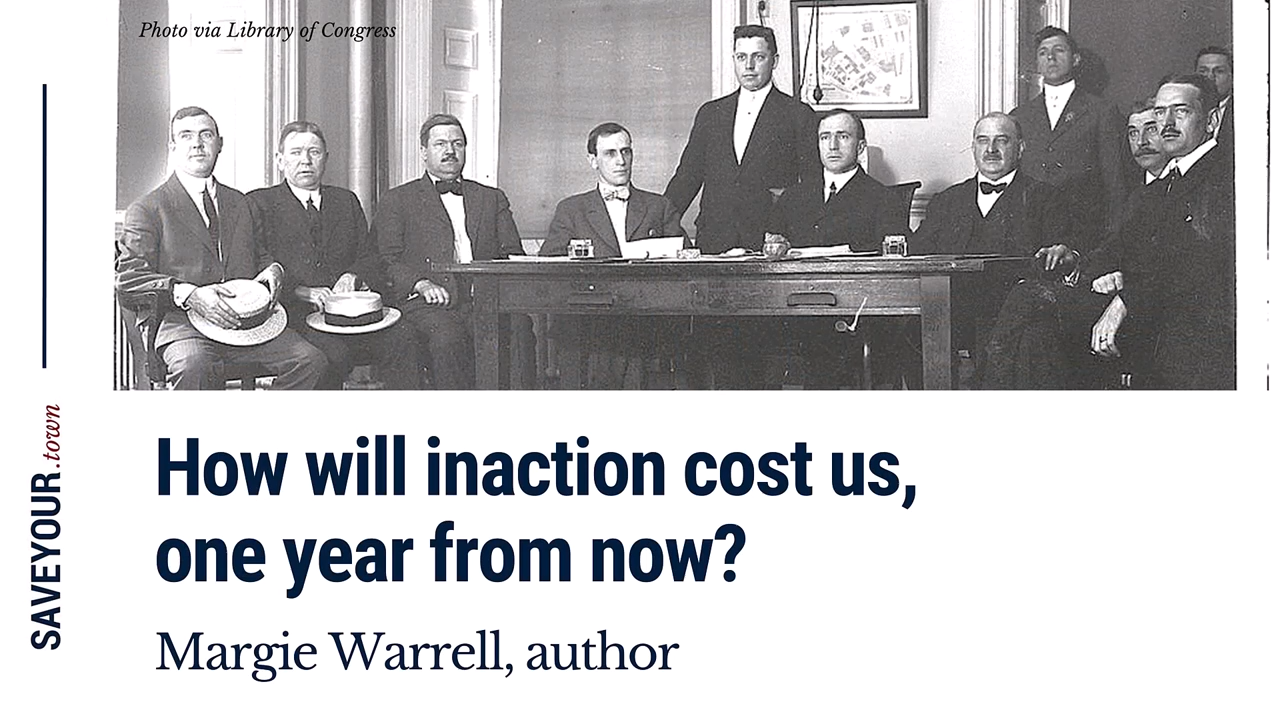 Photo via Library of Congress
SAVEYOUR.town
How will inaction cost us,
one year from now?
Margie Warrell, author